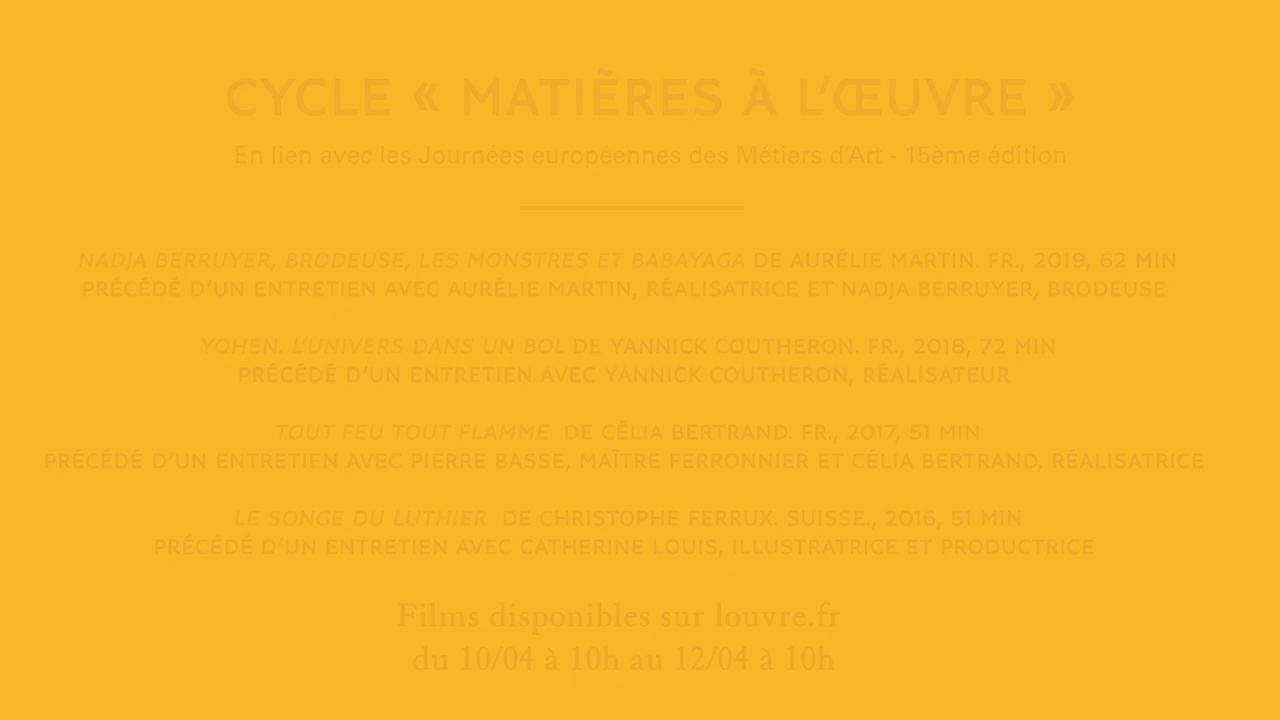 CYCLE « MATIÈRES À L'ŒUVRE »
En lien avec les Journées européennes des Métiers d'Art - 15ème édition
NADJA BERRUYER, BRODEUSE, LES MONSTRES ET BABAYAGA DE AURÉLIE MARTIN. FR., 2019, 62 MIN
PRÉCÉDÉ D'UN ENTRETIEN AVEC AURÉLIE MARTIN, RÉALISATRICE ET NADJA BERRUYER, BRODEUSE
YOHEN. L'UNIVERS DANS UN BOL DE YANNICK COUTHERON. FR., 2018, 72 MIN
PRÉCÉDÉ D'UN ENTRETIEN AVEC YANNICK COUTHERON, RÉALISATEUR
TOUT FEU TOUT FLAMME DE CÉLIA BERTRAND. FR., 2017, 51 MIN
PRÉCÉDÉ D'UN ENTRETIEN AVEC PIERRE BASSE, MAÎTRE FERRONNIER ET CÉLIA BERTRAND, RÉALISATRICE
LE SONGE DU LUTHIER DE CHRISTOPHE FERRUX. SUISSE., 2016, 51 MIN
PRÉCÉDÉ D'UN ENTRETIEN AVEC CATHERINE LOUIS, ILLUSTRATRICE ET PRODUCTRICE
Films disponibles sur louvre.fr
du 10/04 à 10h au 12/04 à 10h